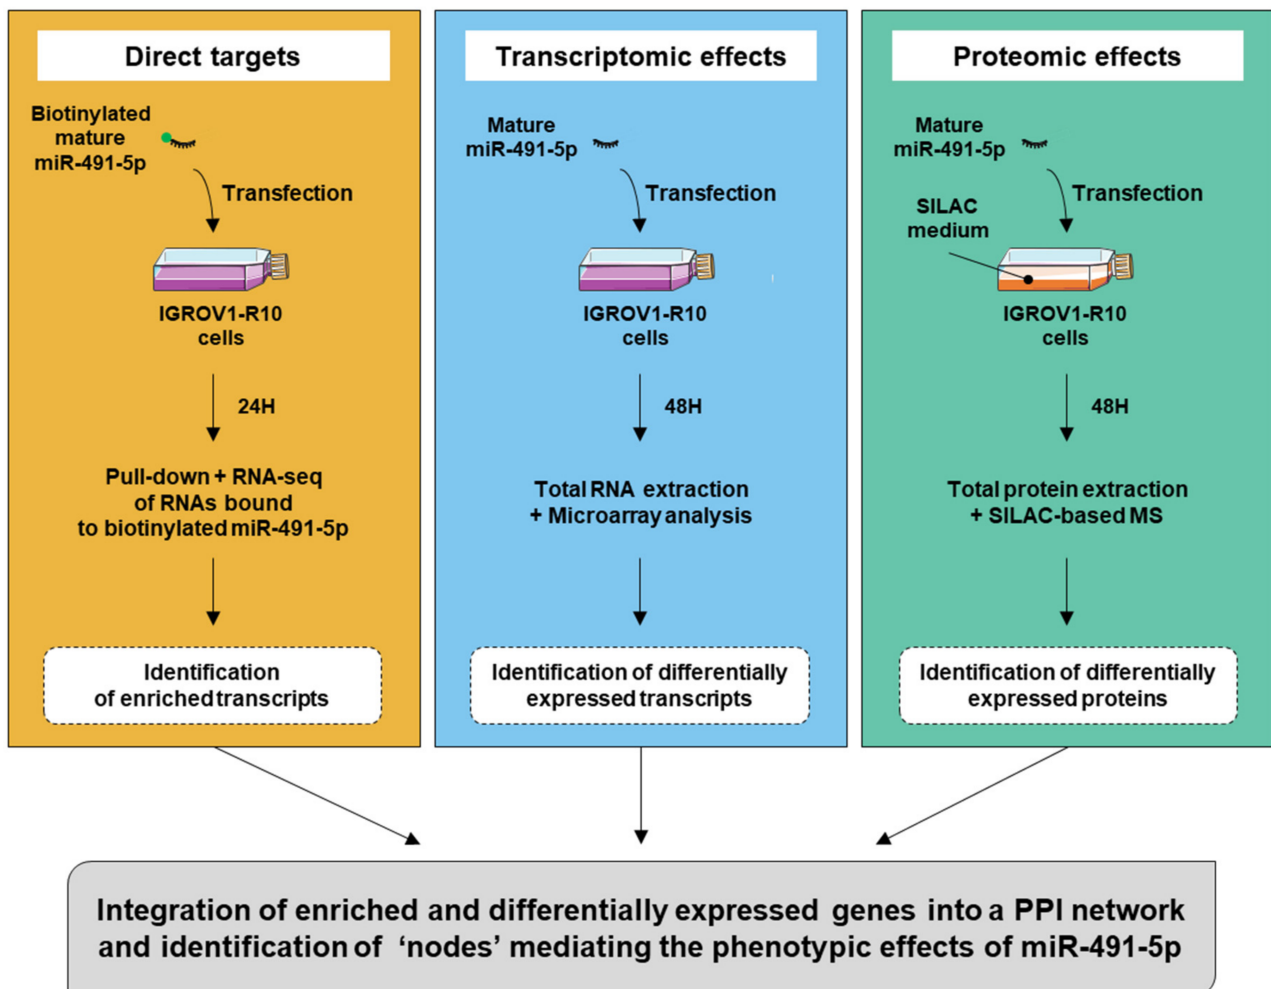 Direct targets
Biotinylated
mature
miR-491-5p
Transfection
IGROV1-R10
cells
24H
Pull-down + RNA-seq
of RNAs bound
to biotinylated miR-491-5p
Identification
of enriched transcripts
Transcriptomic effects
Mature
miR-491-5p
Transfection
IGROV1-R10
cells
48H
Total RNA extraction
+ Microarray analysis
Identification of differentially
expressed transcripts
Proteomic effects
Mature
miR-491-5p
Transfection
SILAC
medium
IGROV1-R10
cells
48H
Total protein extraction
+ SILAC-based MS
Identification of differentially
expressed proteins
Integration of enriched and differentially expressed genes into a PPI network
and identification of ‘nodes’ mediating the phenotypic effects of miR-491-5p